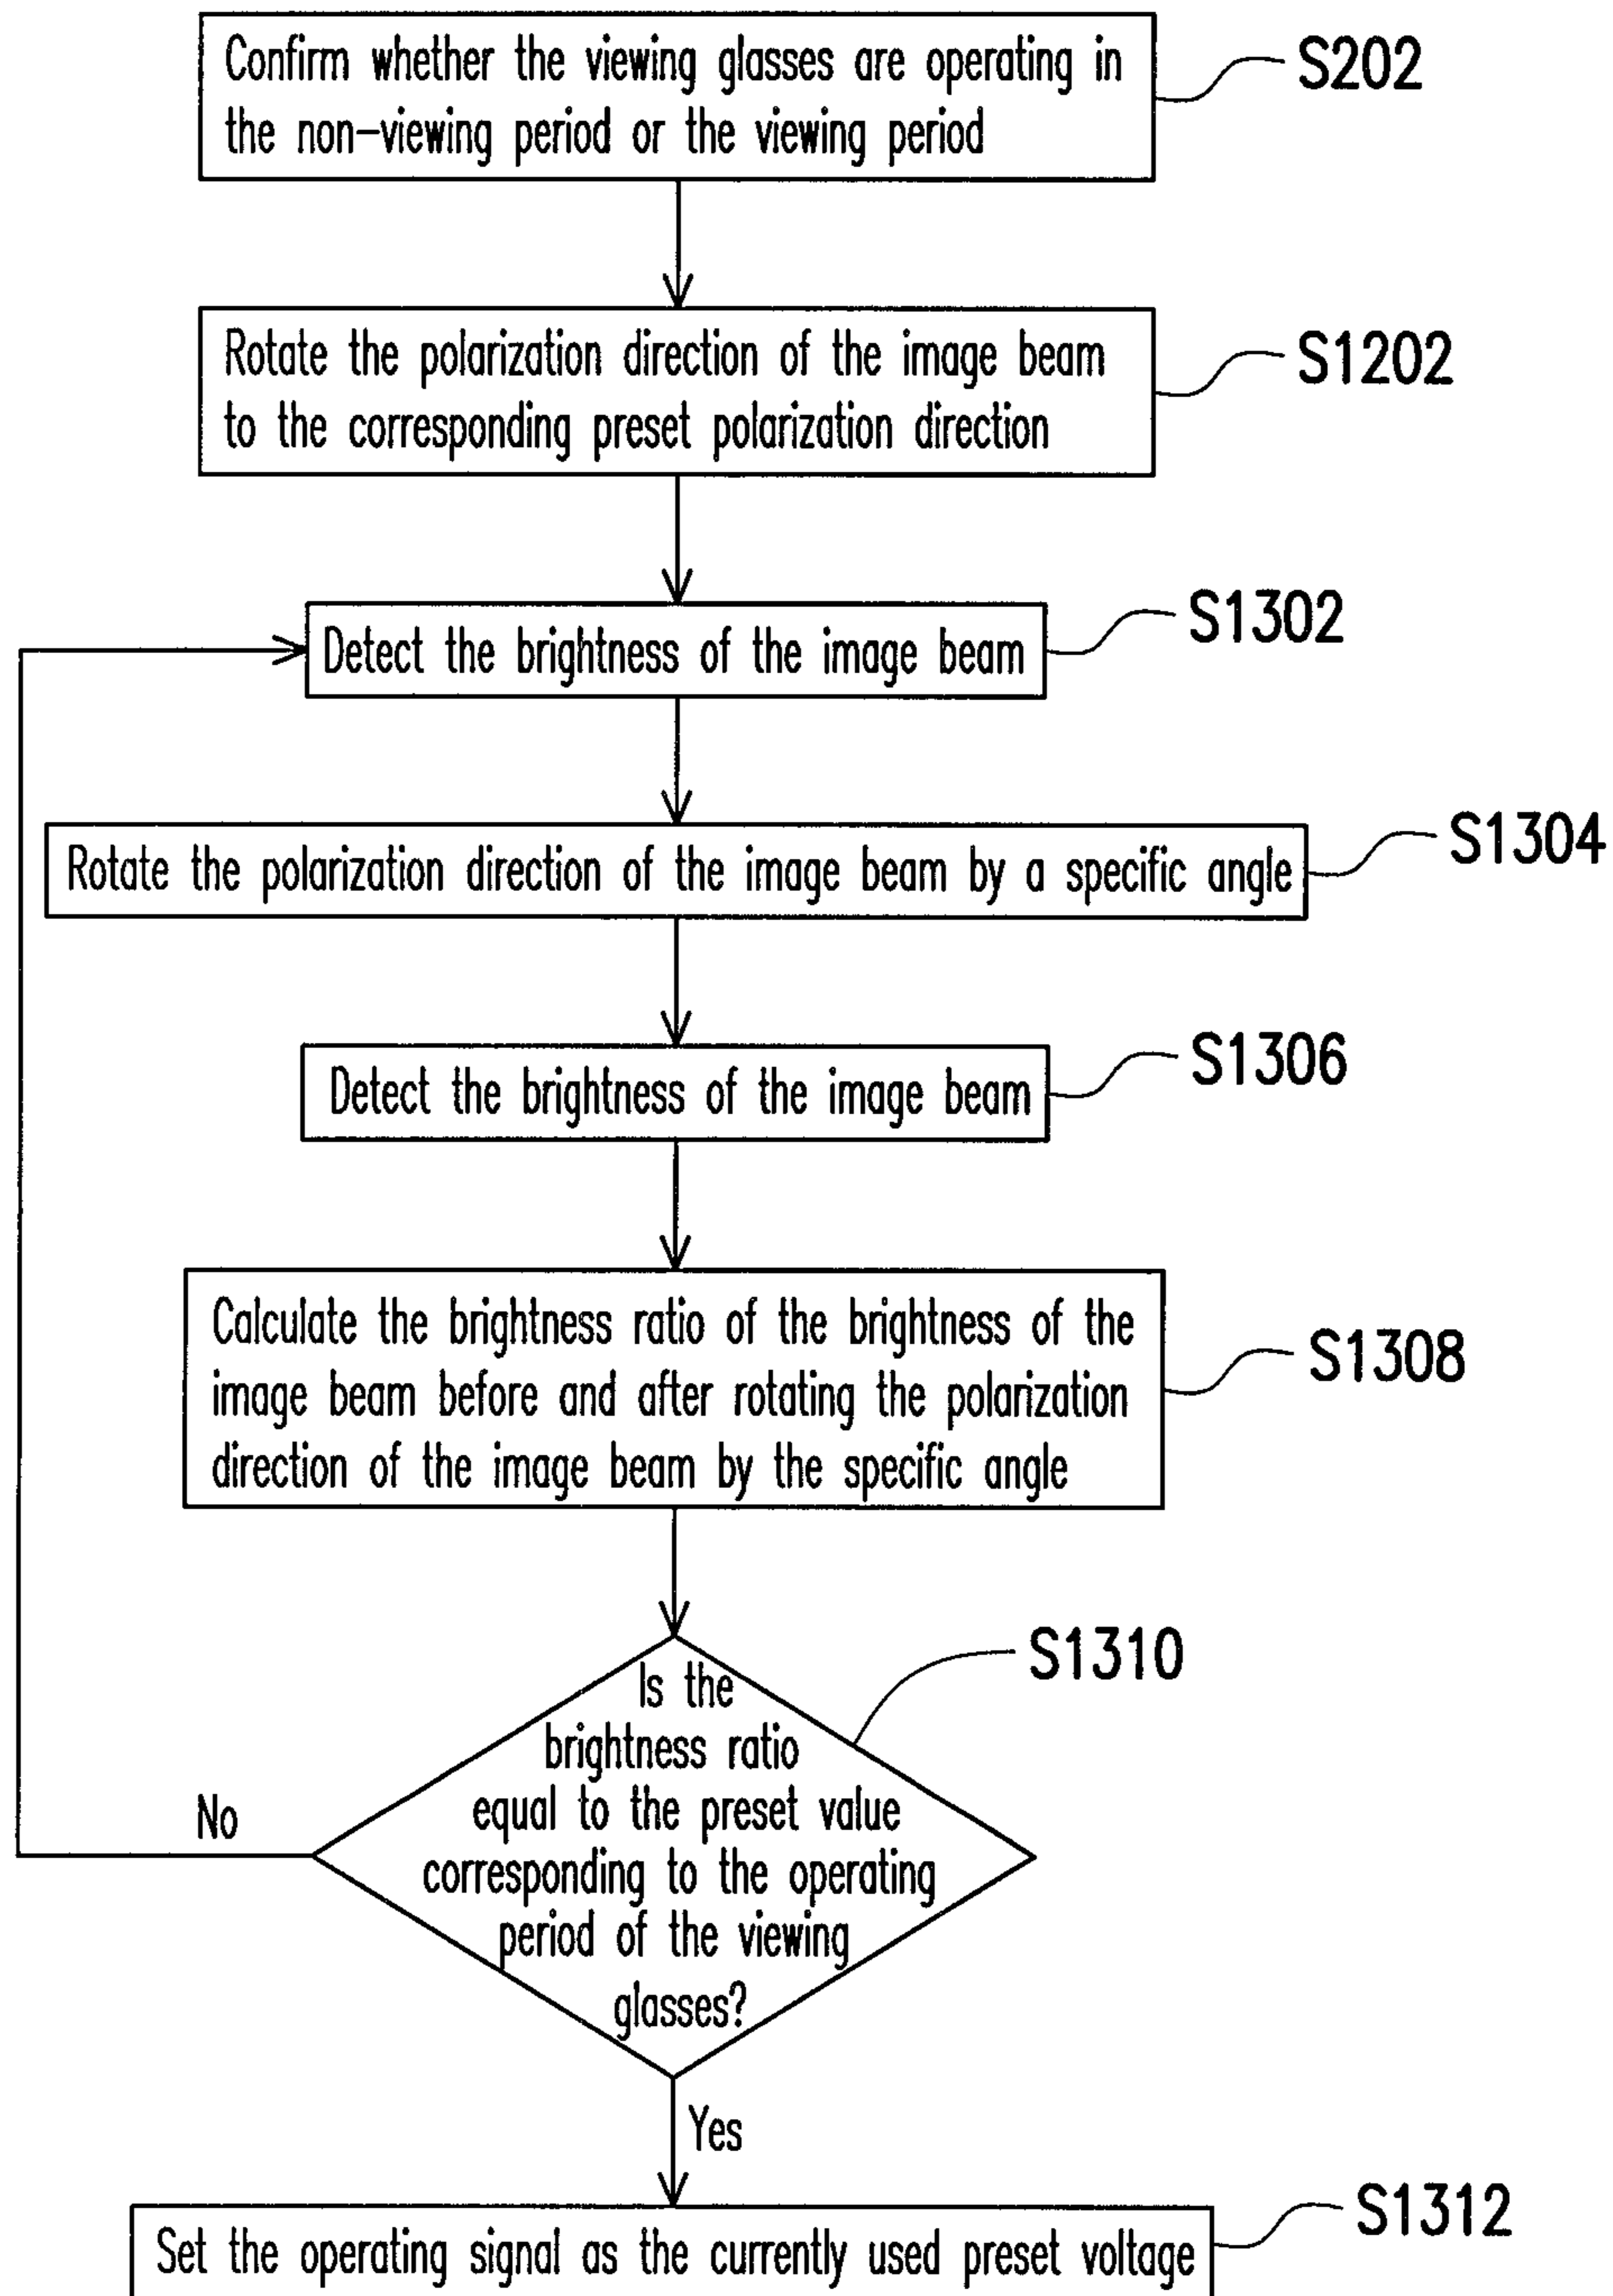 Confirm whether the viewing glasses are operating in
the non-viewing period or the viewing period
S202
Rotate the polarization direction of the image beam
to the corresponding preset polarization direction
S1202
Detect the brightness of the image beam
S1302
Rotate the polarization direction of the image beam by a specific angle
S1304
Detect the brightness of the image beam
S1306
Calculate the brightness ratio of the brightness of the
image beam before and after rotating the polarization
direction of the image beam by the specific angle
S1308
Is the
brightness ratio
equal to the preset value
corresponding to the operating
period of the viewing
glasses?
S1310
No
Yes
Set the operating signal as the currently used preset voltage
S1312